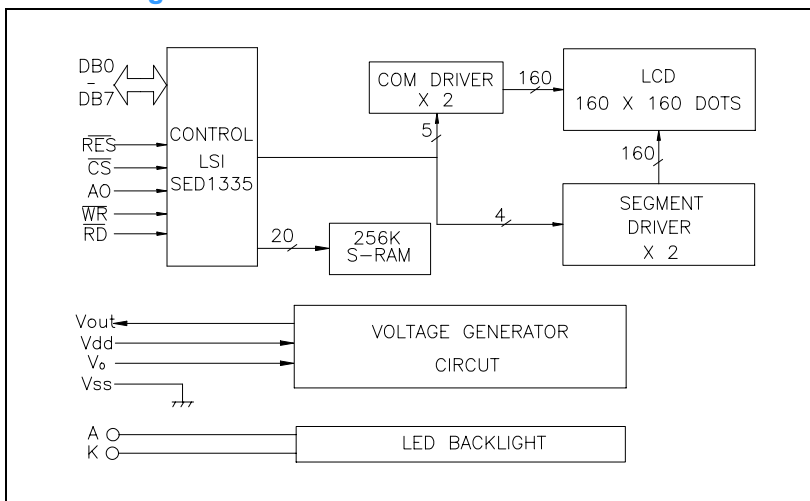 DB0
-
DB7
RES
CS
AO
WR
RD
CONTROL
LSI
SED1335
COM DRIVER
X 2
160
LCD
160 X 160 DOTS
5
160
4
SEGMENT
DRIVER
X 2
20
256K
S-RAM
Vout
Vdd
V₀
Vss
VOLTAGE GENERATOR
CIRCUT
A
K
LED BACKLIGHT